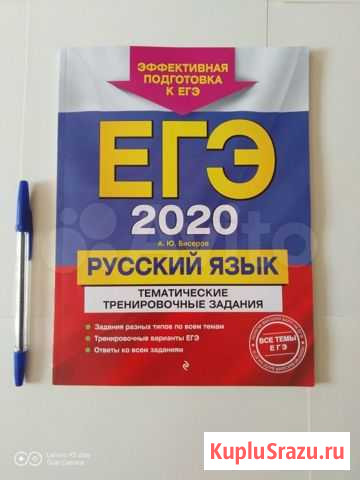 ЭФФЕКТИВНАЯ
ПОДГОТОВКА
К ЕГЭ
ЕГЭ
2020
А. Ю. Бисеров
РУССКИЙ ЯЗЫК
ТЕМАТИЧЕСКИЕ
ТРЕНИРОВОЧНЫЕ ЗАДАНИЯ
Задания разных типов по всем темам
Тренировочные варианты ЕГЭ
Ответы ко всем заданиям
ВСЕ ТЕМЫ
ЕГЭ
Avito
KupluSrazu.ru